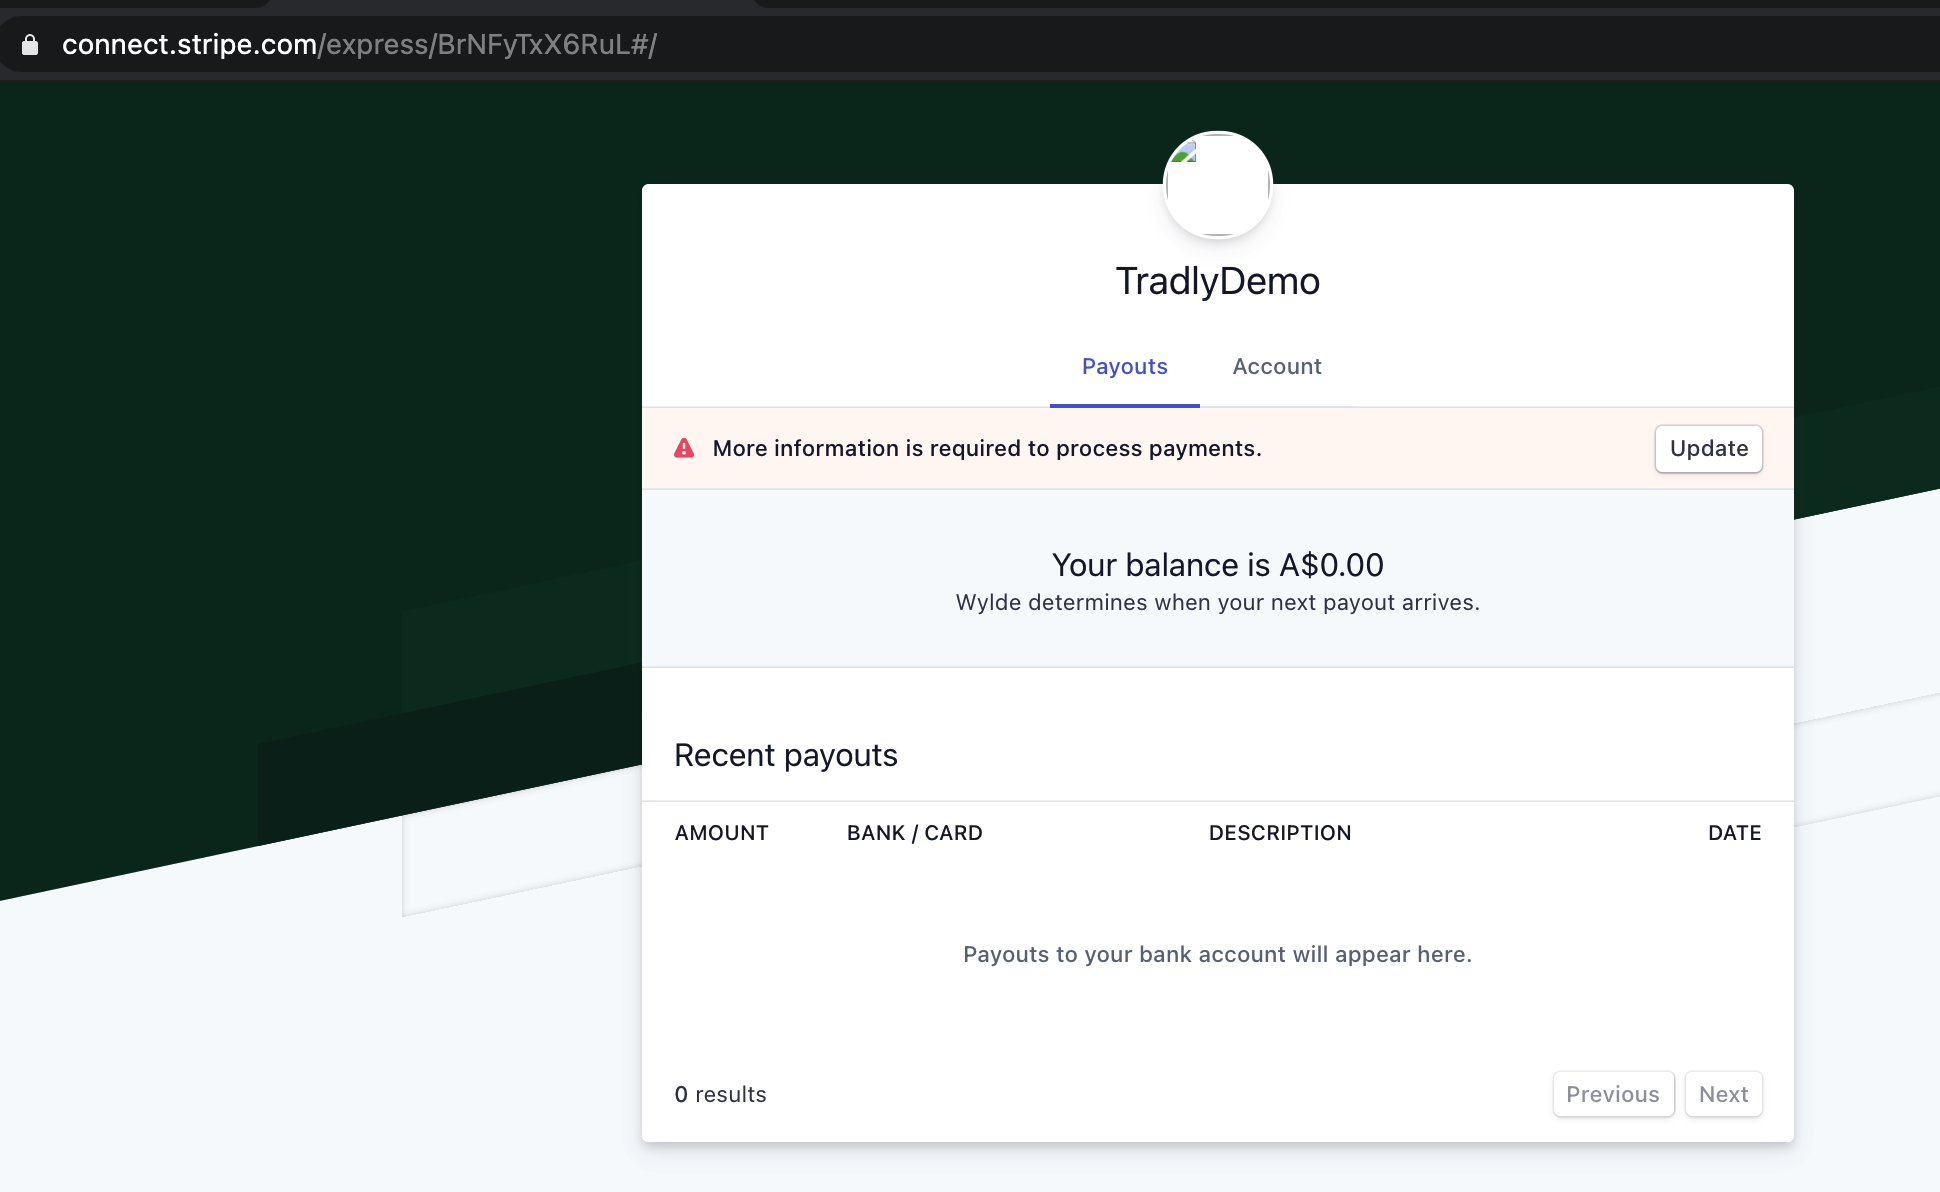 connect.stripe.com/express/BrNFyTxX6RuL#/
TradlyDemo
Payouts Account
More information is required to process payments. Update
Your balance is A$0.00
Wylde determines when your next payout arrives.
Recent payouts
AMOUNT BANK / CARD DESCRIPTION DATE
Payouts to your bank account will appear here.
0 results Previous Next